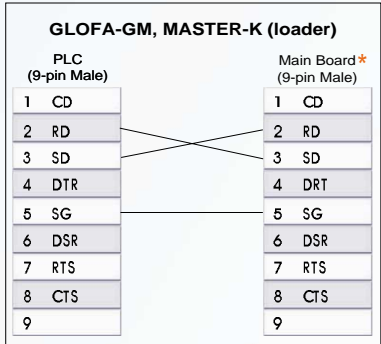 GLOFA-GM, MASTER-K (loader)
PLC
(9-pin Male)
Main Board*
(9-pin Male)
1 CD
1 CD
2 RD
2 RD
3 SD
3 SD
4 DTR
4 DRT
5 SG
5 SG
6 DSR
6 DSR
7 RTS
7 RTS
8 CTS
8 CTS
9
9